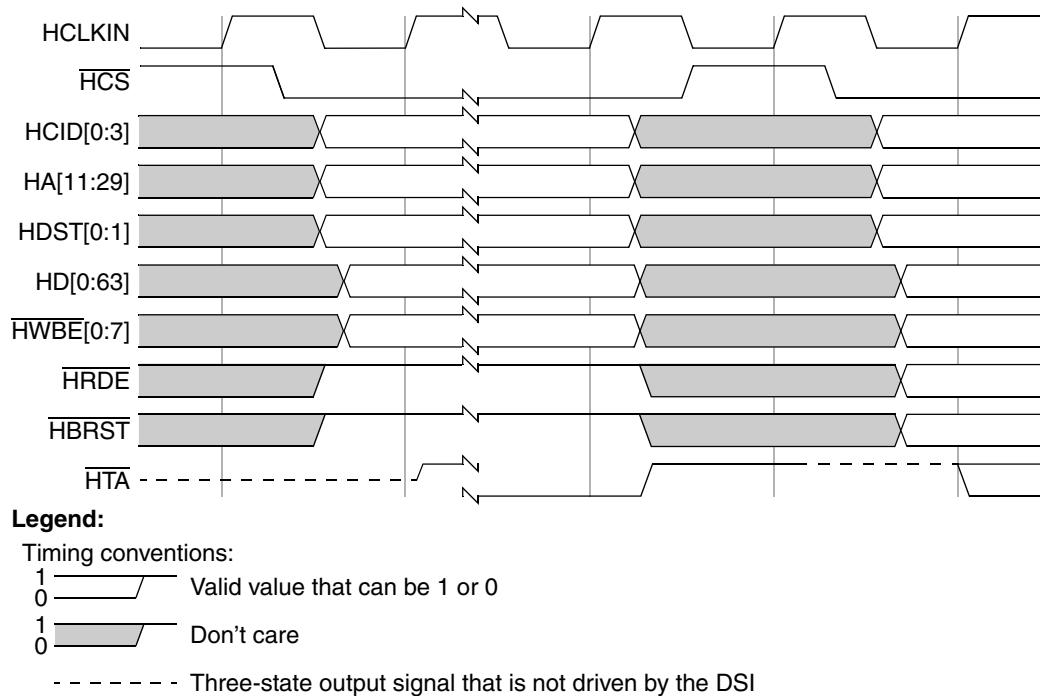 HCLKIN
HCS
HCID[0:3]
HA[11:29]
HDST[0:1]
HD[0:63]
HWBE[0:7]
HRDE
HBRST
HTA
Legend:
Timing conventions:
1
0
Valid value that can be 1 or 0
1
0
Don't care
Three-state output signal that is not driven by the DSI